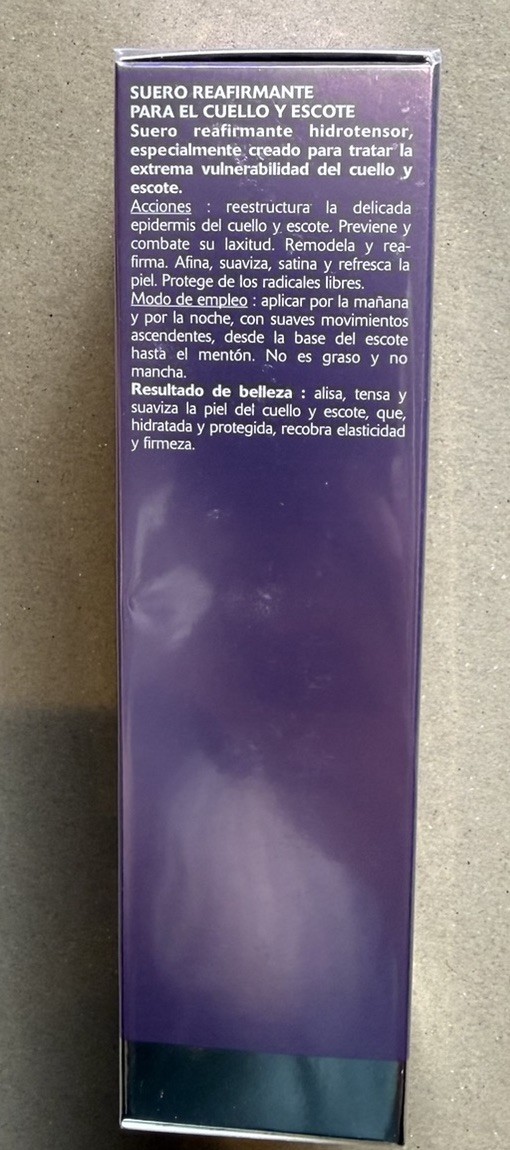 SUERO REAFIRMANTE
PARA EL CUELLO Y ESCOTE
Suero reafirmante hidrotensor,
especialmente creado para tratar la
extrema vulnerabilidad del cuello y
escote.
Acciones : reestructura la delicada
epidermis del cuello y escote. Previene y
combate su laxitud. Remodela y rea-
firma. Afina, suaviza, satina y refresca la
piel. Protege de los radicales libres.
Modo de empleo : aplicar por la mañana
y por la noche, con suaves movimientos
ascendentes, desde la base del escote
hasta el mentón. No es graso y no
mancha.
Resultado de belleza : alisa, tensa y
suaviza la piel del cuello y escote, que,
hidratada y protegida, recobra elasticidad
y firmeza.